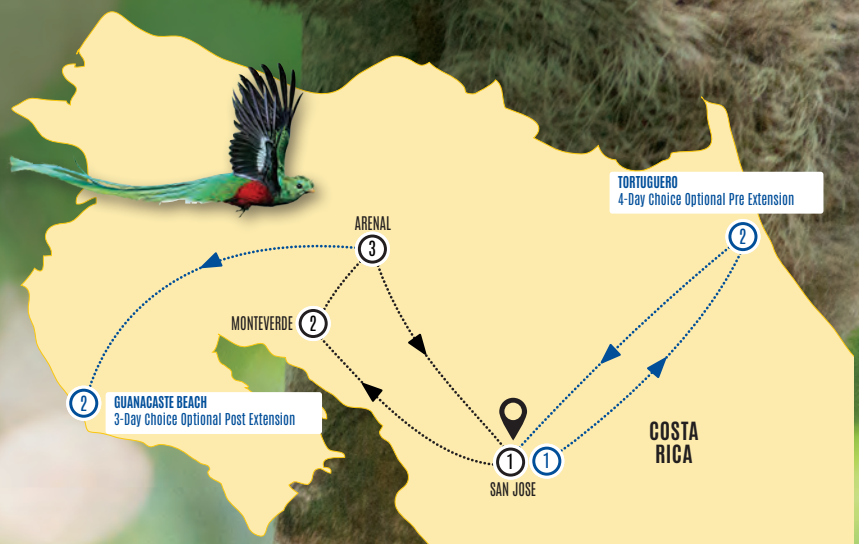 TORTUGUERO
4-Day Choice Optional Pre Extension
2
ARENAL
3
MONTEVERDE 2
2
GUANACASTE BEACH
3-Day Choice Optional Post Extension
COSTA
RICA
1 1
SAN JOSE